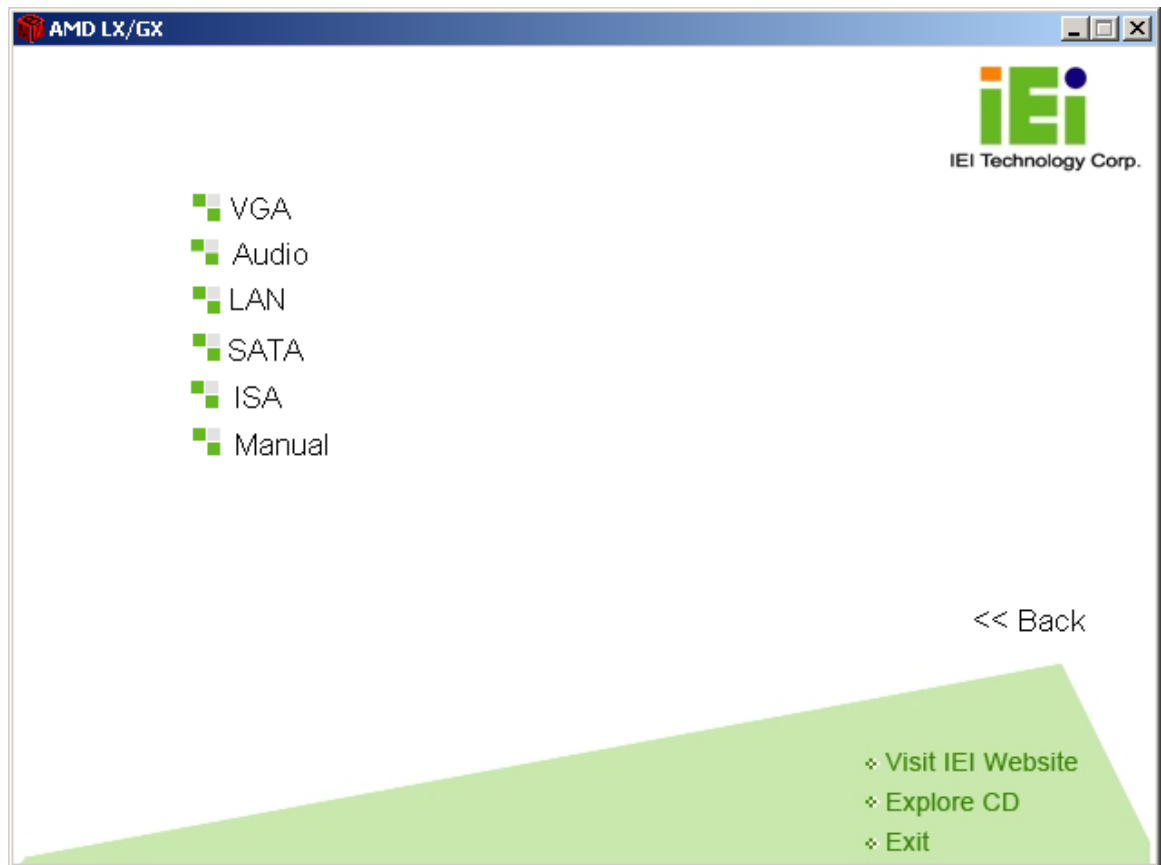 AMD LX/GX
iEi
IEI Technology Corp.
VGA
Audio
LAN
SATA
ISA
Manual
<< Back
Visit IEI Website
Explore CD
Exit